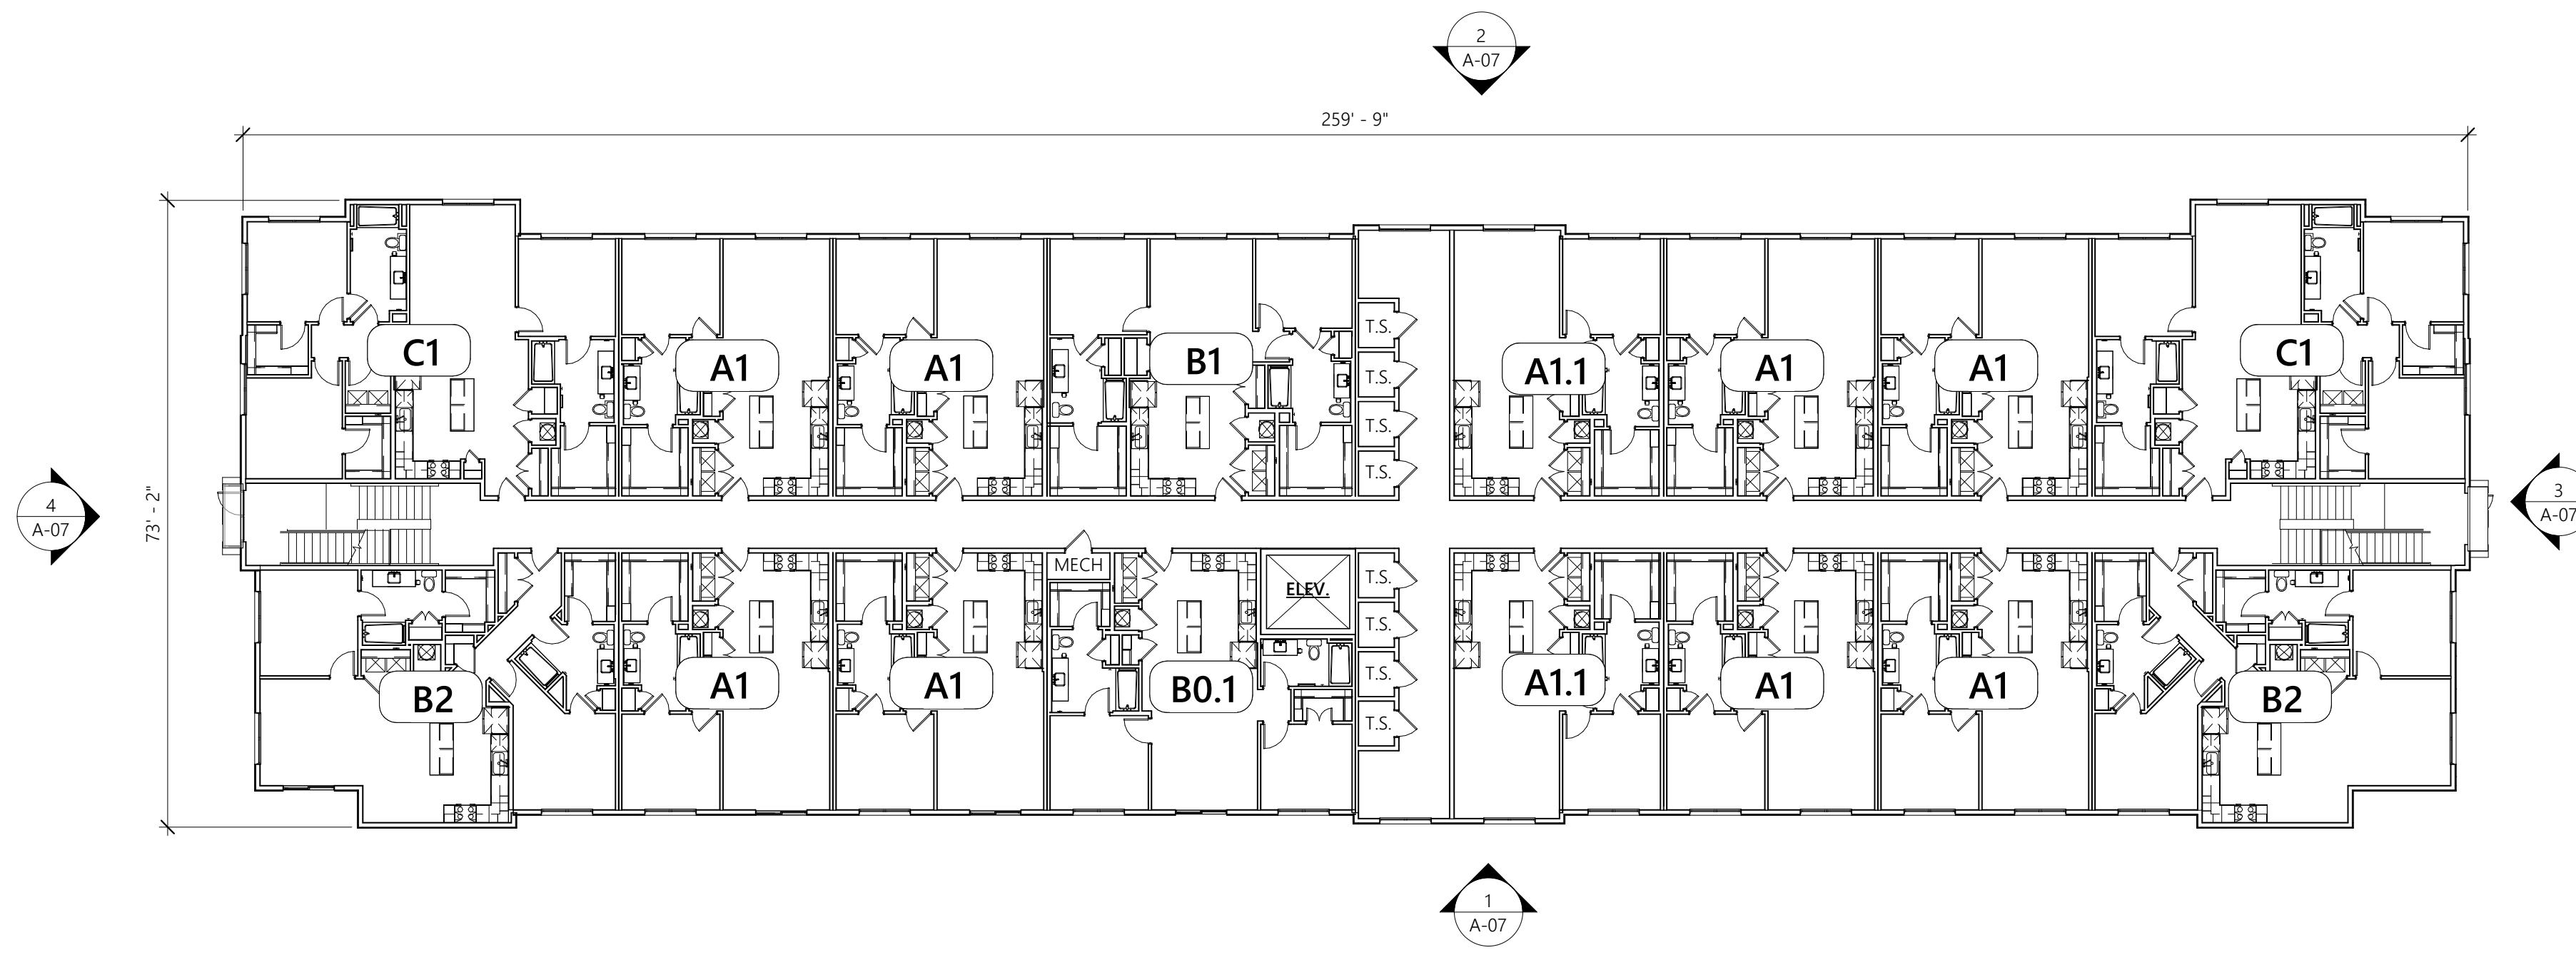 2
A-07
259' - 9"
C1
A1
A1
B1
T.S.
T.S.
T.S.
T.S.
A1.1
A1
A1
C1
4
A-07
73' - 2"
3
A-07
MECH
ELEV.
T.S.
T.S.
T.S.
T.S.
B2
A1
A1
B0.1
A1.1
A1
A1
B2
1
A-07